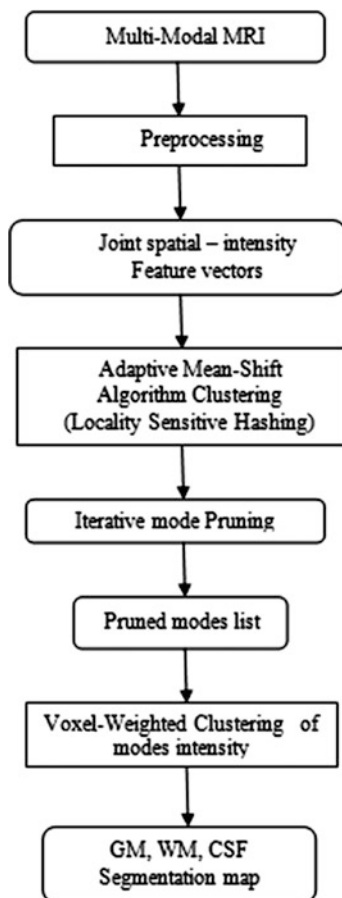 Multi-Modal MRI
Preprocessing
Joint spatial – intensity
Feature vectors
Adaptive Mean-Shift
Algorithm Clustering
(Locality Sensitive Hashing)
Iterative mode Pruning
Pruned modes list
Voxel-Weighted Clustering of
modes intensity
GM, WM, CSF
Segmentation map